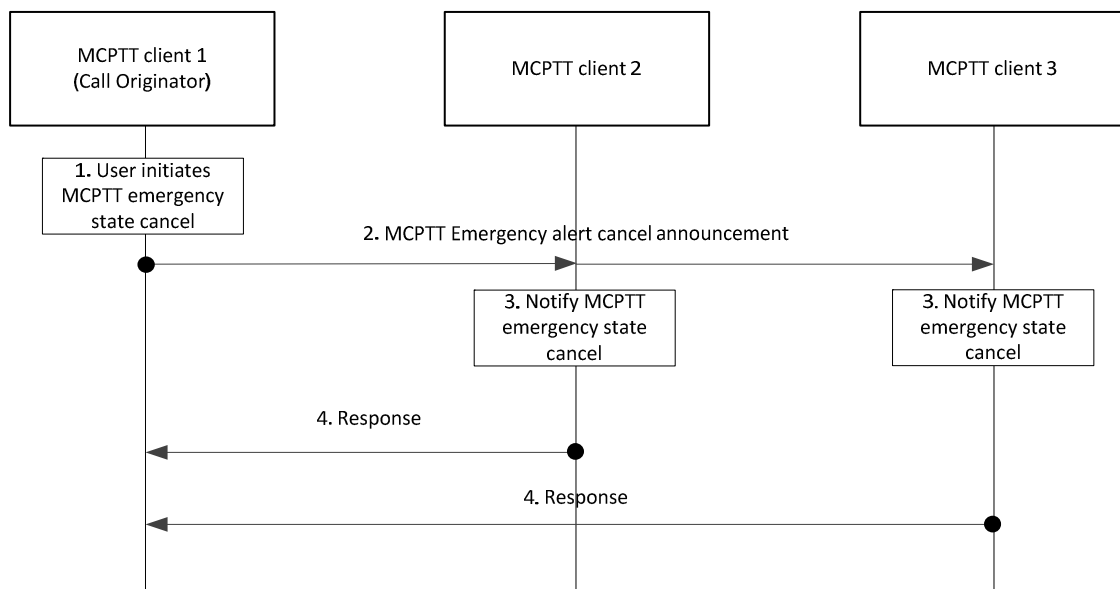 MCPTT client 1
(Call Originator)
MCPTT client 2
MCPTT client 3
1. User initiates
MCPTT emergency
state cancel
2. MCPTT Emergency alert cancel announcement
3. Notify MCPTT
emergency state
cancel
3. Notify MCPTT
emergency state
cancel
4. Response
4. Response